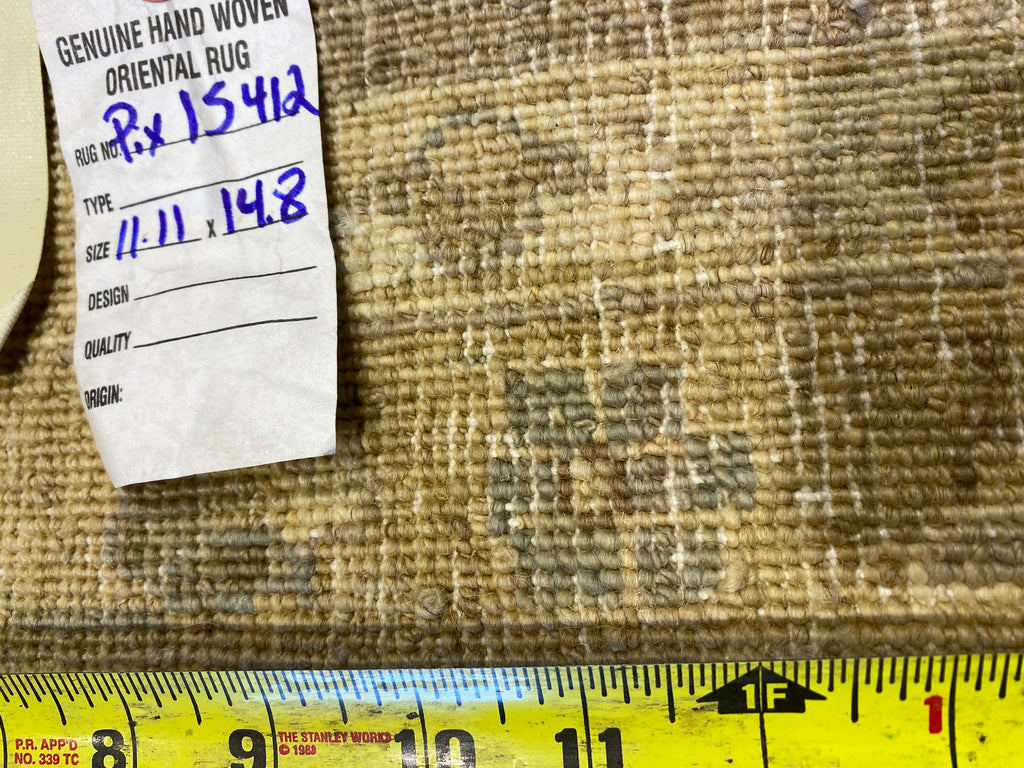 GENUINE HAND WOVEN
ORIENTAL RUG
RUG NO. P.x 15412
TYPE
SIZE 11.11 x 14.8
DESIGN
QUALITY
ORIGIN:
P.R. APP'D
NO. 339 TC
8 9 10 11 1F 1
THE STANLEY WORKS
© 1989